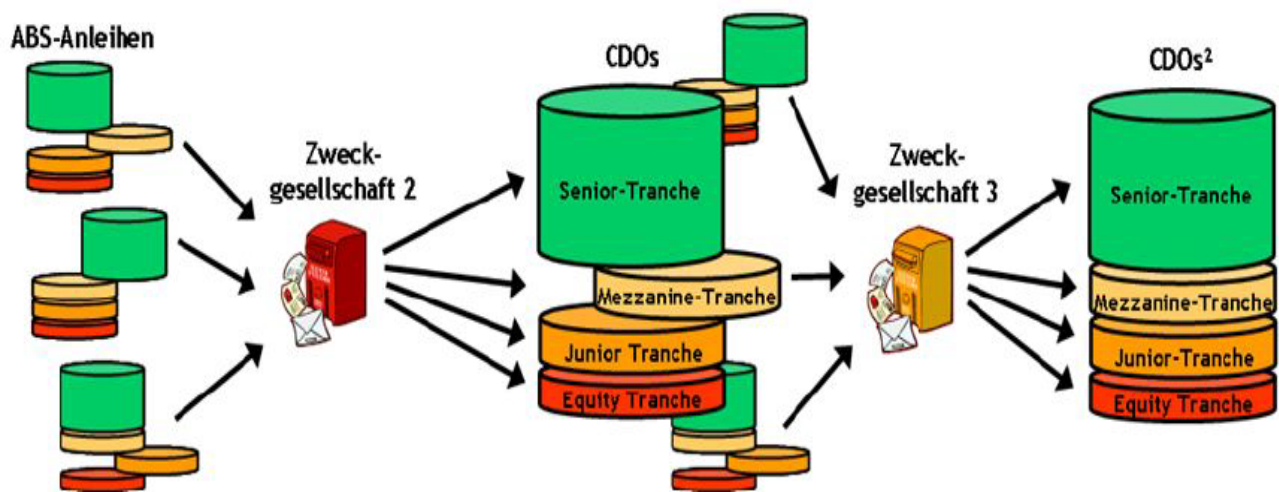 ABS-Anleihen
Zweck-
gesellschaft 2
CDOs
Senior-Tranche
Mezzanine-Tranche
Junior Tranche
Equity Tranche
Zweck-
gesellschaft 3
CDOs²
Senior-Tranche
Mezzanine-Tranche
Junior-Tranche
Equity Tranche